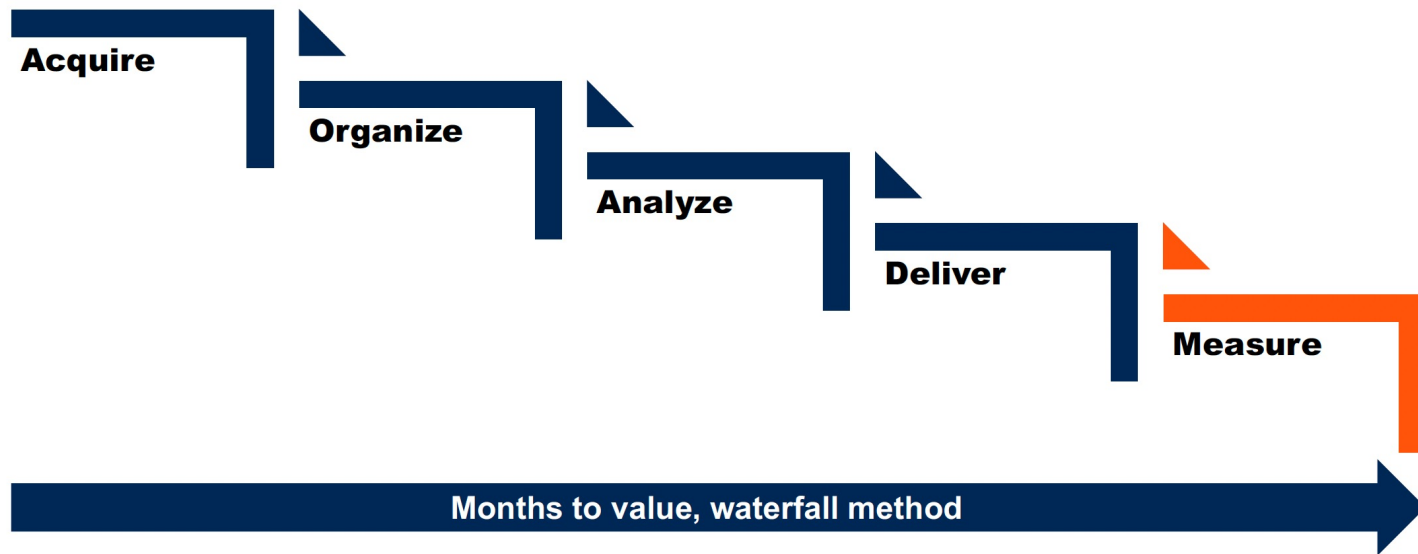 Acquire
Organize
Analyze
Deliver
Measure
Months to value, waterfall method